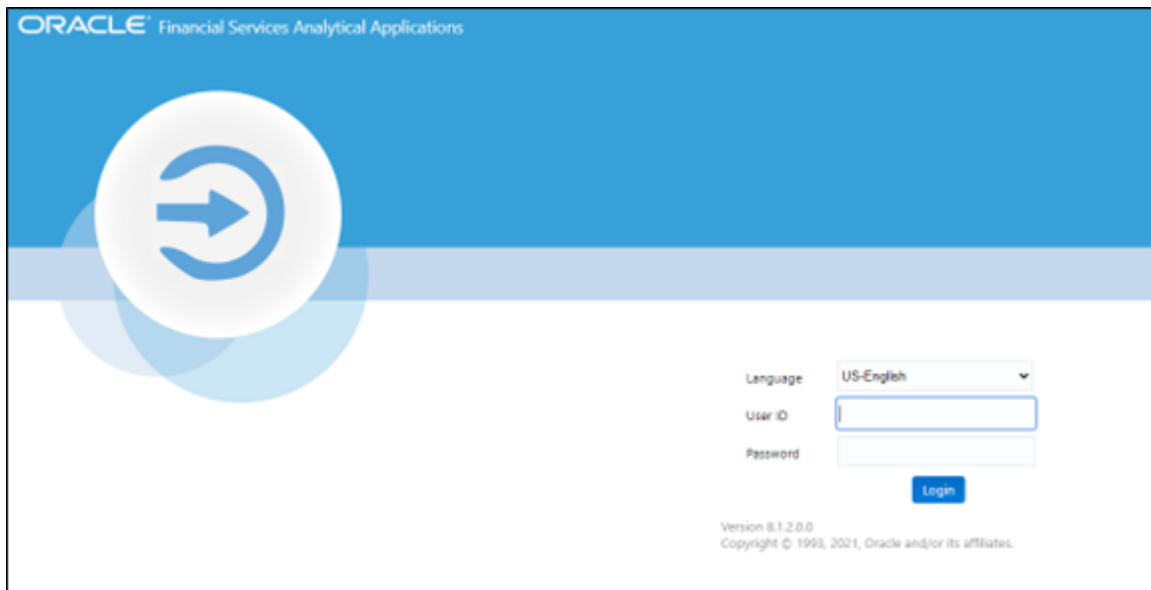 ORACLE Financial Services Analytical Applications
Language US-English
User ID
Password
Login
Version 8.1.2.0.0
Copyright © 1993, 2021, Oracle and/or its affiliates.